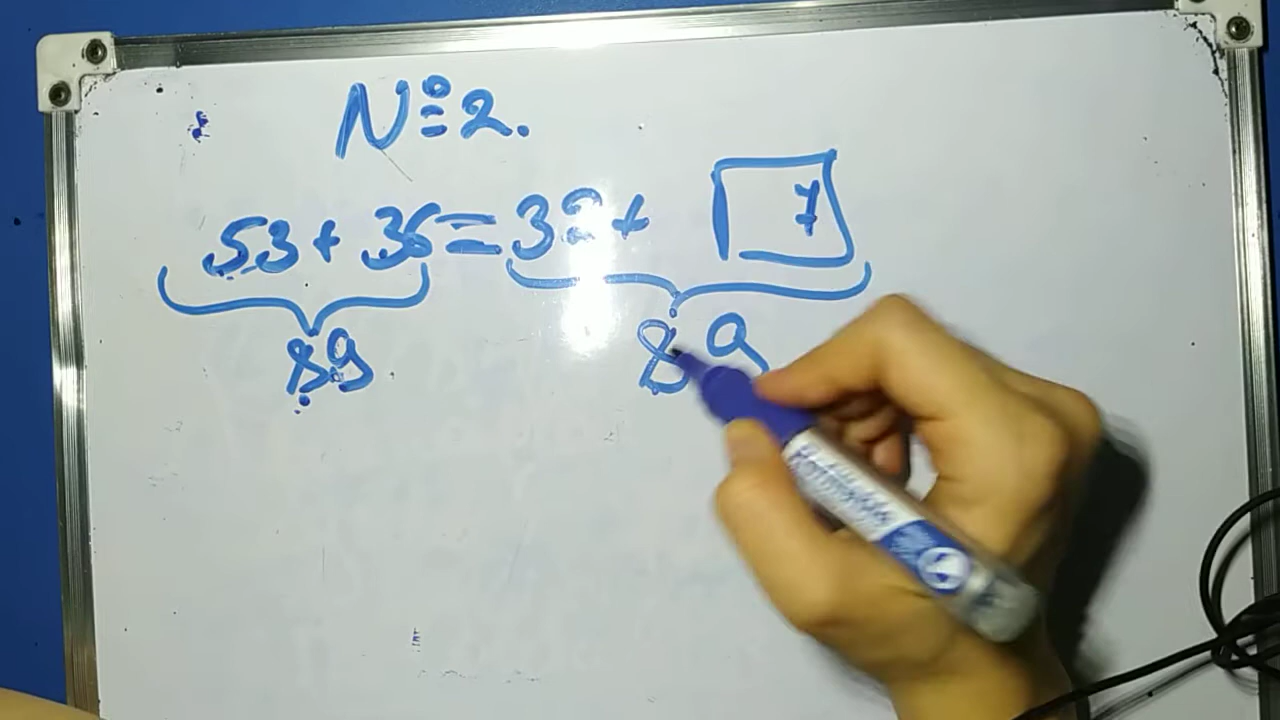 №2.
53 + 36 = 32 + 7
89 89